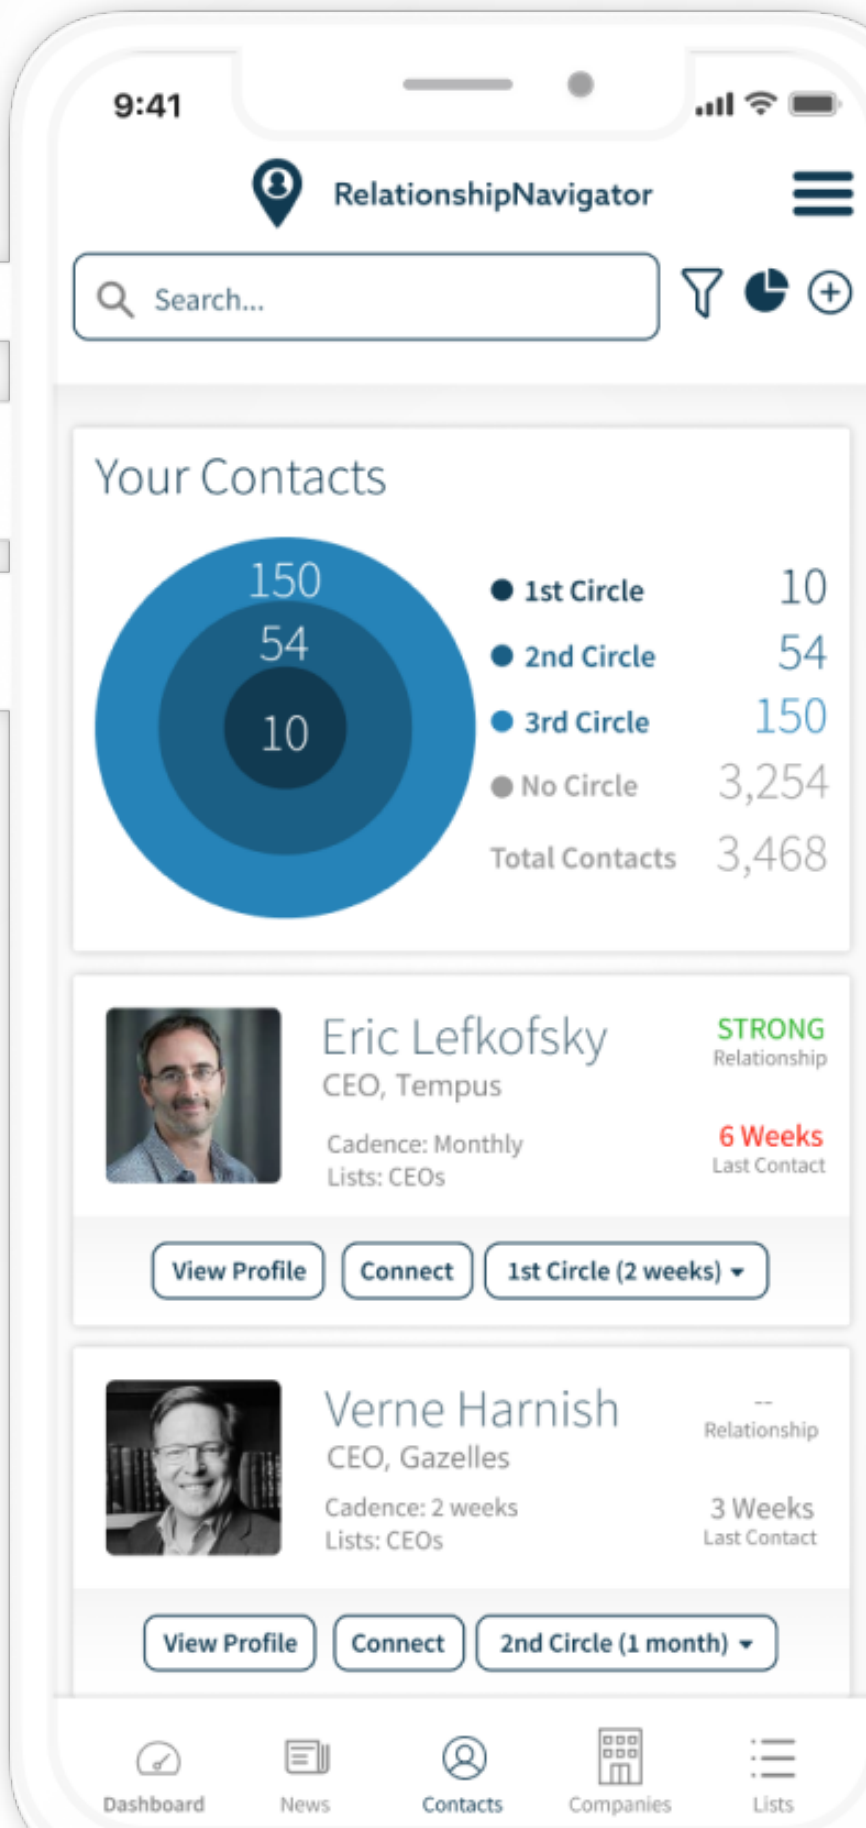 9:41
RelationshipNavigator
Search...
Your Contacts
150
54
10
1st Circle 10
2nd Circle 54
3rd Circle 150
No Circle 3,254
Total Contacts 3,468
Eric Lefkofsky
CEO, Tempus
Cadence: Monthly
Lists: CEOs
STRONG
Relationship
6 Weeks
Last Contact
View Profile Connect 1st Circle (2 weeks)
Verne Harnish
CEO, Gazelles
Cadence: 2 weeks
Lists: CEOs
--
Relationship
3 Weeks
Last Contact
View Profile Connect 2nd Circle (1 month)
Dashboard News Contacts Companies Lists